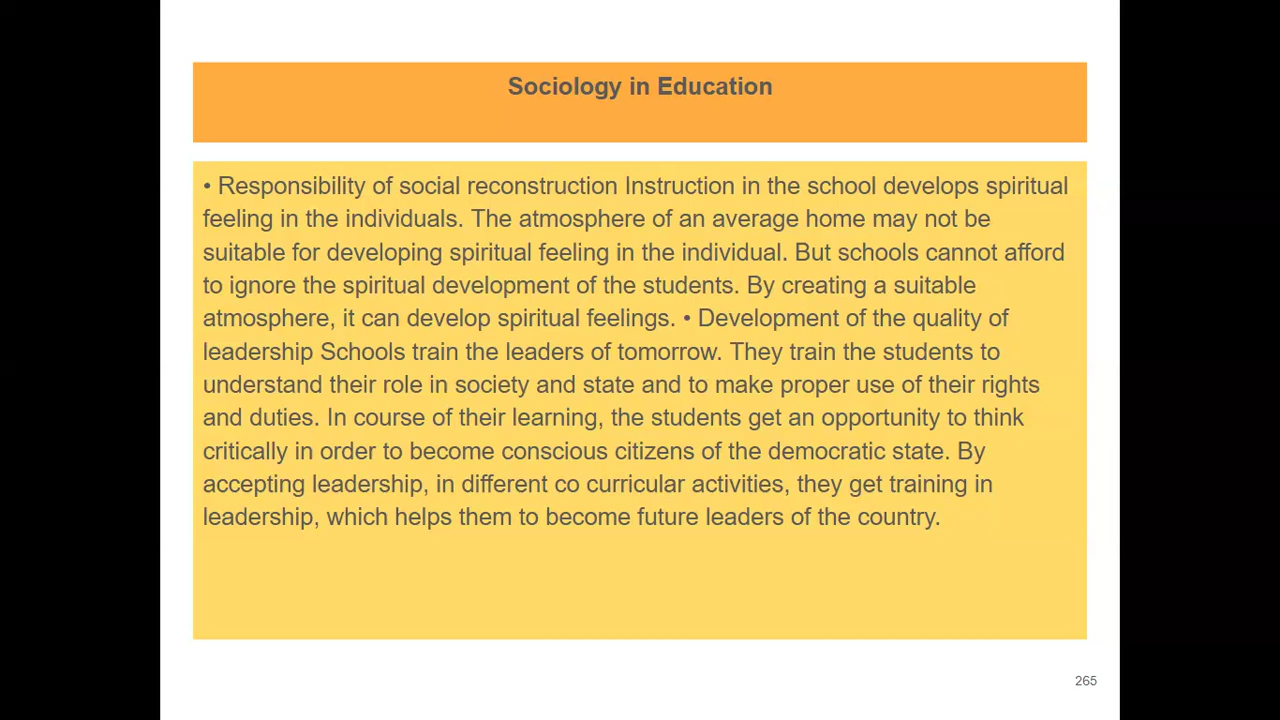 Sociology in Education
• Responsibility of social reconstruction Instruction in the school develops spiritual
feeling in the individuals. The atmosphere of an average home may not be
suitable for developing spiritual feeling in the individual. But schools cannot afford
to ignore the spiritual development of the students. By creating a suitable
atmosphere, it can develop spiritual feelings. • Development of the quality of
leadership Schools train the leaders of tomorrow. They train the students to
understand their role in society and state and to make proper use of their rights
and duties. In course of their learning, the students get an opportunity to think
critically in order to become conscious citizens of the democratic state. By
accepting leadership, in different co curricular activities, they get training in
leadership, which helps them to become future leaders of the country.
265